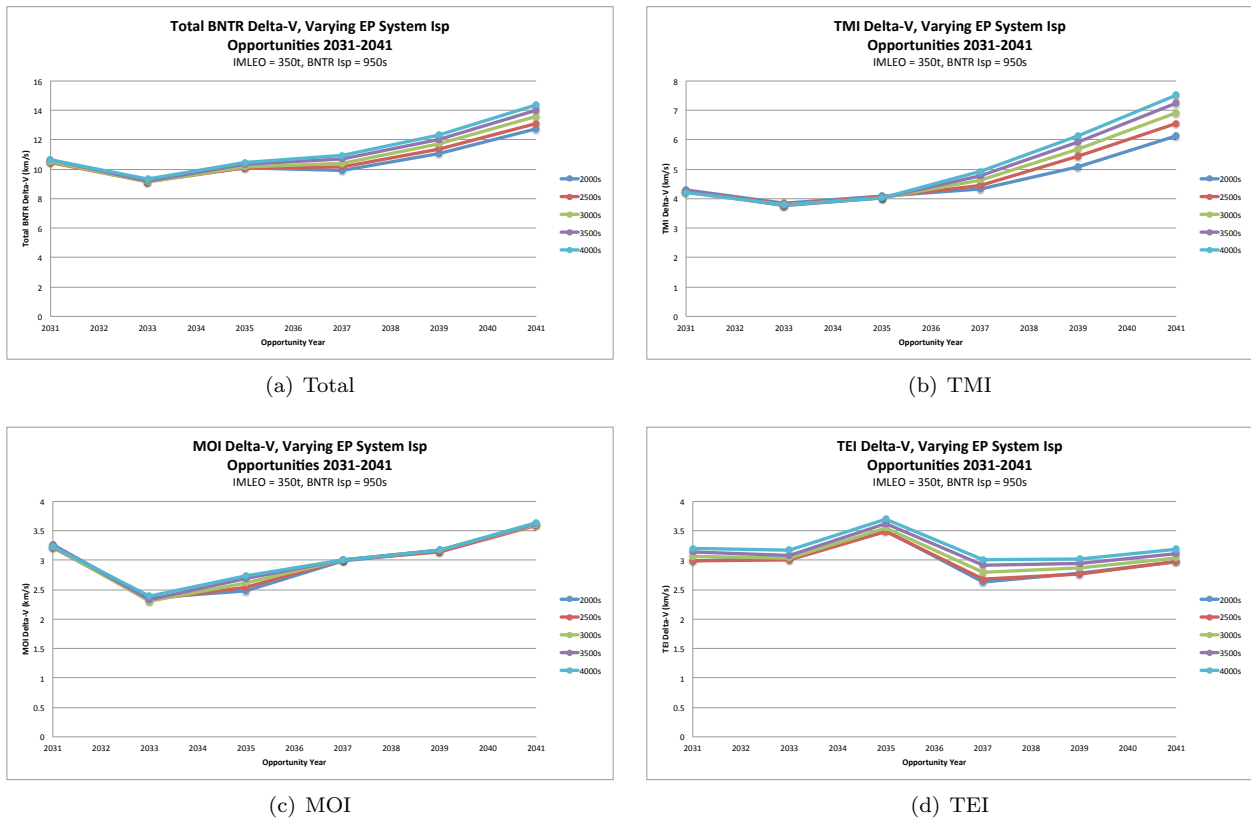 Total BNTR Delta-V, Varying EP System Isp
Opportunities 2031-2041
IMLEO = 350t, BNTR Isp = 950s
16
14
12
10
8
6
4
2
0
Total BNTR Delta-V (km/s)
2031 2032 2033 2034 2035 2036 2037 2038 2039 2040 2041
Opportunity Year
2000s
2500s
3000s
3500s
4000s
(a) Total
TMI Delta-V, Varying EP System Isp
Opportunities 2031-2041
IMLEO = 350t, BNTR Isp = 950s
8
7
6
5
4
3
2
1
0
TMI Delta-V (km/s)
2031 2032 2033 2034 2035 2036 2037 2038 2039 2040 2041
Opportunity Year
2000s
2500s
3000s
3500s
4000s
(b) TMI
MOI Delta-V, Varying EP System Isp
Opportunities 2031-2041
IMLEO = 350t, BNTR Isp = 950s
4
3.5
3
2.5
2
1.5
1
0.5
0
MOI Delta-V (km/s)
2031 2032 2033 2034 2035 2036 2037 2038 2039 2040 2041
Opportunity Year
2000s
2500s
3000s
3500s
4000s
(c) MOI
TEI Delta-V, Varying EP System Isp
Opportunities 2031-2041
IMLEO = 350t, BNTR Isp = 950s
4
3.5
3
2.5
2
1.5
1
0.5
0
TEI Delta-V (km/s)
2031 2032 2033 2034 2035 2036 2037 2038 2039 2040 2041
Opportunity Year
2000s
2500s
3000s
3500s
4000s
(d) TEI